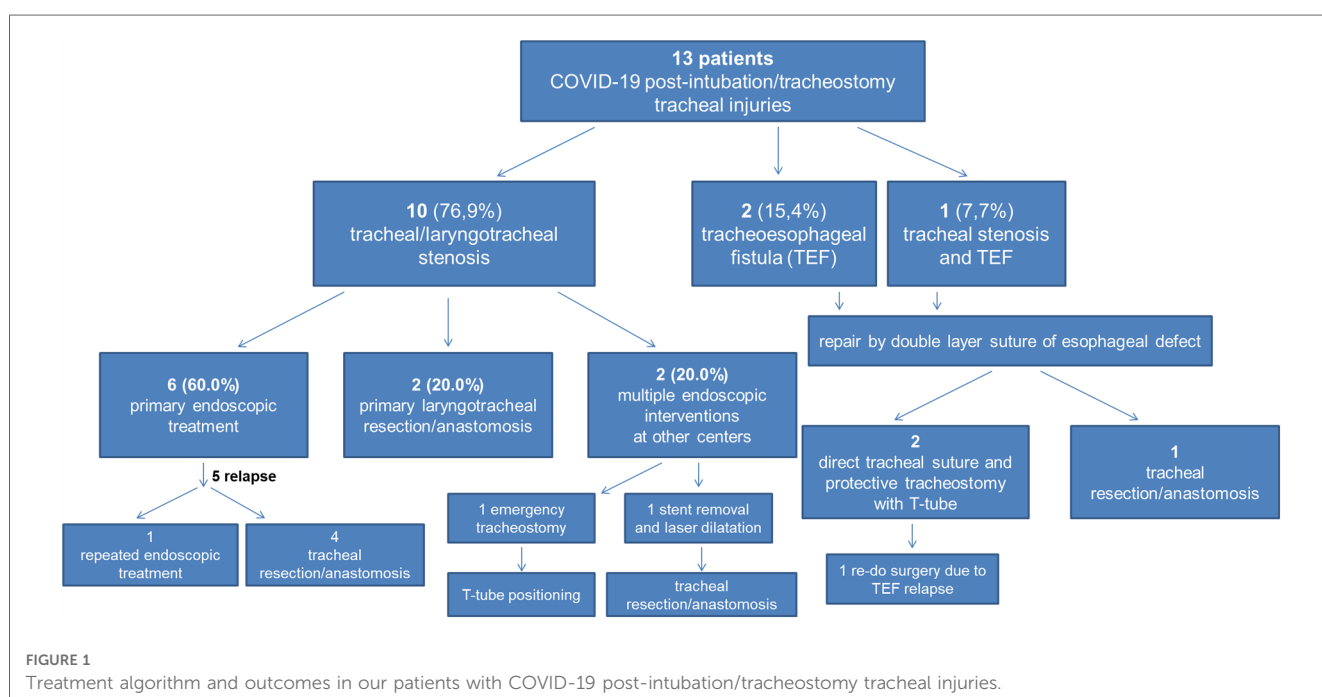 13 patients
COVID-19 post-intubation/tracheostomy
tracheal injuries
10 (76,9%)
tracheal/laryngotracheal
stenosis
2 (15,4%)
tracheoesophageal
fistula (TEF)
1 (7,7%)
tracheal stenosis
and TEF
repair by double layer suture of esophageal defect
6 (60.0%)
primary endoscopic
treatment
2 (20.0%)
primary laryngotracheal
resection/anastomosis
2 (20.0%)
multiple endoscopic
interventions
at other centers
2
direct tracheal suture and
protective tracheostomy
with T-tube
1
tracheal
resection/anastomosis
5 relapse
1
repeated endoscopic
treatment
4
tracheal
resection/anastomosis
1 emergency
tracheostomy
1 stent removal
and laser dilatation
T-tube positioning
tracheal
resection/anastomosis
1 re-do surgery due to
TEF relapse
FIGURE 1
Treatment algorithm and outcomes in our patients with COVID-19 post-intubation/tracheostomy tracheal injuries.